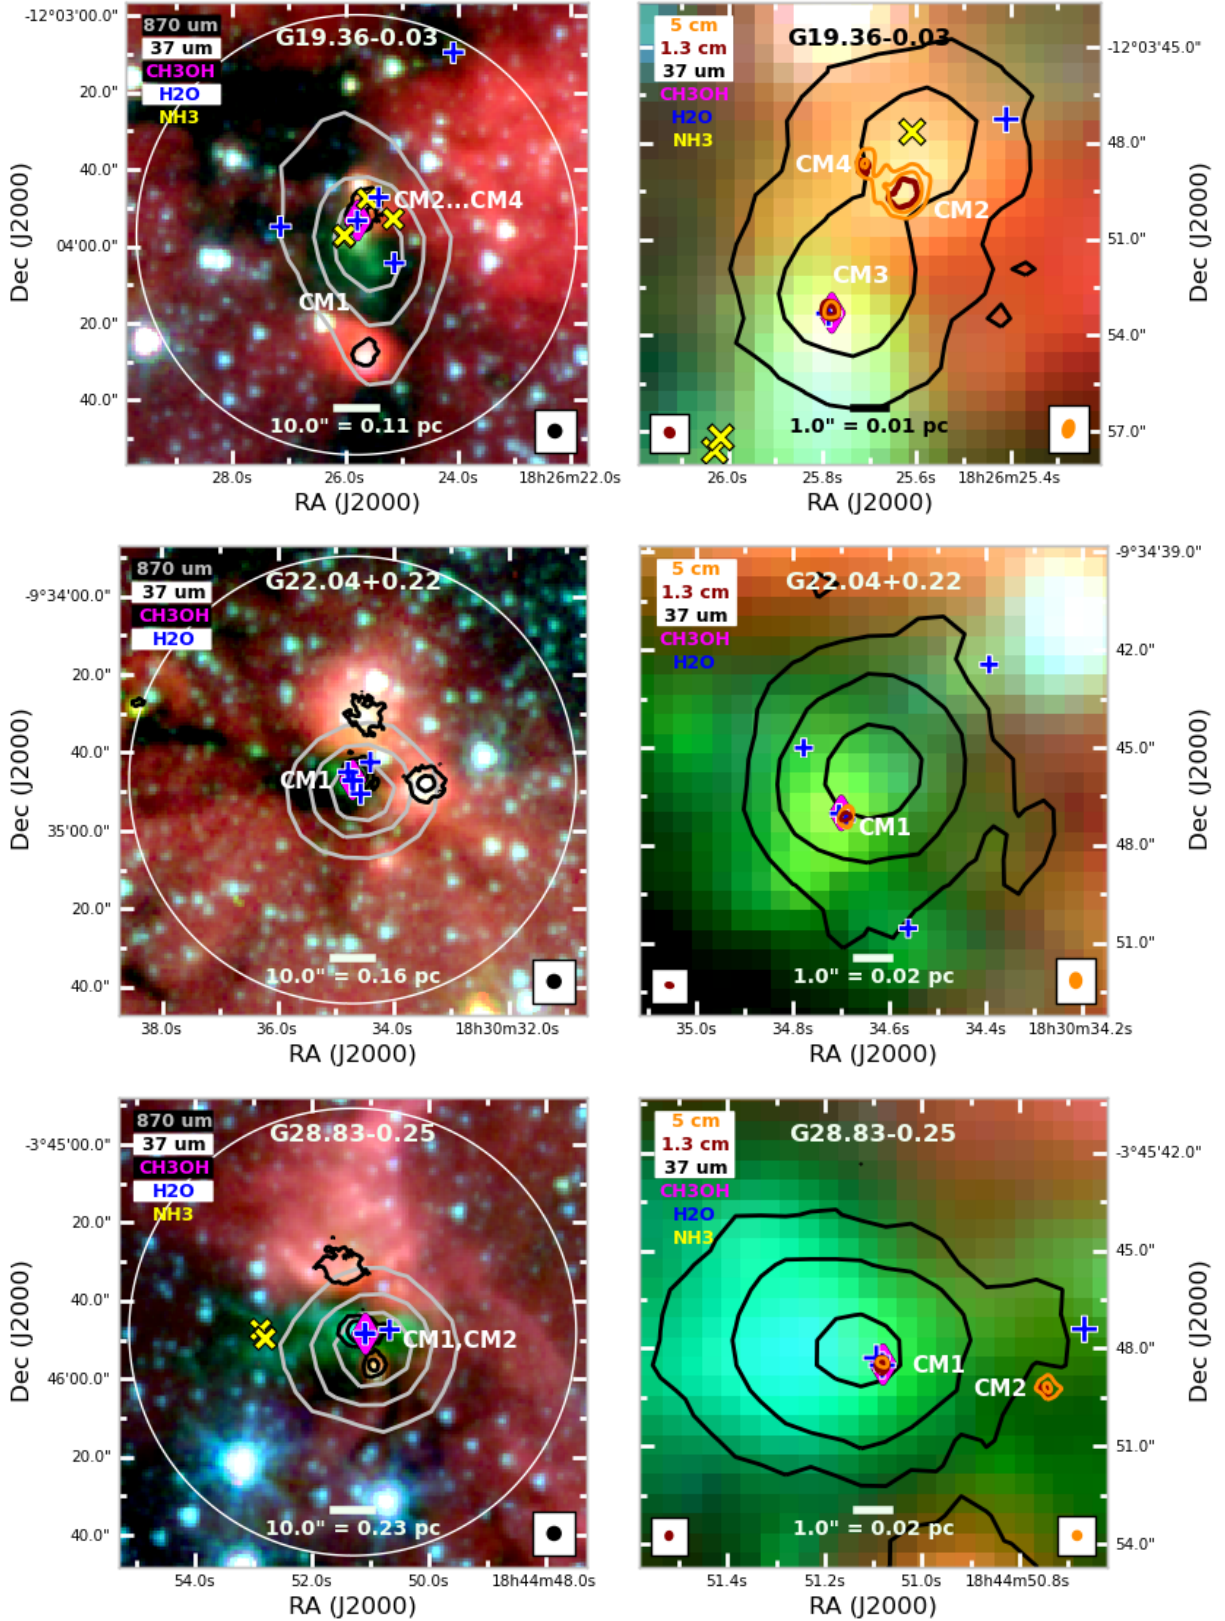 -12°03'00.0"
20.0"
40.0"
04'00.0"
20.0"
40.0"
Dec (J2000)
870 um
37 um
CH3OH
H2O
NH3
G19.36-0.03
CM2...CM4
CM1
10.0" = 0.11 pc
28.0s
26.0s
24.0s
18h26m22.0s
RA (J2000)
5 cm
1.3 cm
37 um
CH3OH
H2O
NH3
G19.36-0.03
CM4
CM2
CM3
1.0" = 0.01 pc
-12°03'45.0"
48.0"
51.0"
54.0"
57.0"
Dec (J2000)
26.0s
25.8s
25.6s
18h26m25.4s
RA (J2000)
-9°34'00.0"
20.0"
40.0"
35'00.0"
20.0"
40.0"
Dec (J2000)
870 um
37 um
CH3OH
H2O
G22.04+0.22
CM1
10.0" = 0.16 pc
38.0s
36.0s
34.0s
18h30m32.0s
RA (J2000)
5 cm
1.3 cm
37 um
CH3OH
H2O
G22.04+0.22
CM1
1.0" = 0.02 pc
-9°34'39.0"
42.0"
45.0"
48.0"
51.0"
Dec (J2000)
35.0s
34.8s
34.6s
34.4s
18h30m34.2s
RA (J2000)
-3°45'00.0"
20.0"
40.0"
46'00.0"
20.0"
40.0"
Dec (J2000)
870 um
37 um
CH3OH
H2O
NH3
G28.83-0.25
CM1,CM2
10.0" = 0.23 pc
54.0s
52.0s
50.0s
18h44m48.0s
RA (J2000)
5 cm
1.3 cm
37 um
CH3OH
H2O
NH3
G28.83-0.25
CM1
CM2
1.0" = 0.02 pc
-3°45'42.0"
45.0"
48.0"
51.0"
54.0"
Dec (J2000)
51.4s
51.2s
51.0s
18h44m50.8s
RA (J2000)